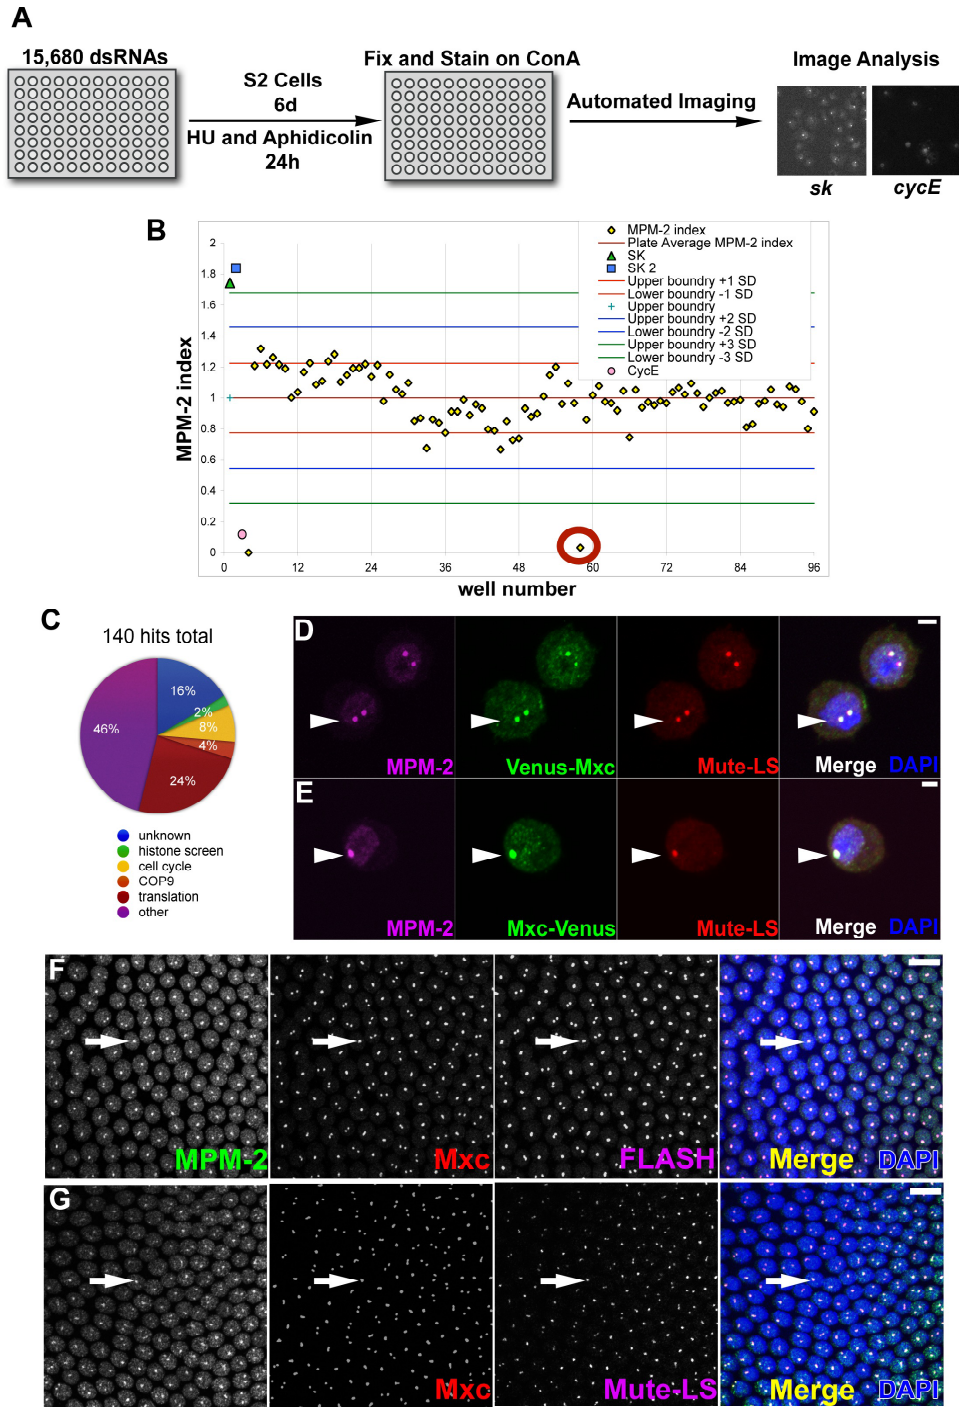 A
15,680 dsRNAs
S2 Cells
6d
HU and Aphidicolin
24h
Fix and Stain on ConA
Automated Imaging
Image Analysis
sk
cycE
B
MPM-2 index
2
1.8
1.6
1.4
1.2
1
0.8
0.6
0.4
0.2
0
0
12
24
36
48
60
72
84
96
well number
MPM-2 index
Plate Average MPM-2 index
SK
SK 2
Upper boundry +1 SD
Lower boundry -1 SD
Upper boundry
Upper boundry +2 SD
Lower boundry -2 SD
Upper boundry +3 SD
Lower boundry -3 SD
CycE
C
140 hits total
16%
2%
8%
4%
24%
46%
unknown
histone screen
cell cycle
COP9
translation
other
D
MPM-2
Venus-Mxc
Mute-LS
Merge DAPI
E
MPM-2
Mxc-Venus
Mute-LS
Merge DAPI
F
MPM-2
Mxc
FLASH
Merge DAPI
G
Mxc
Mute-LS
Merge DAPI